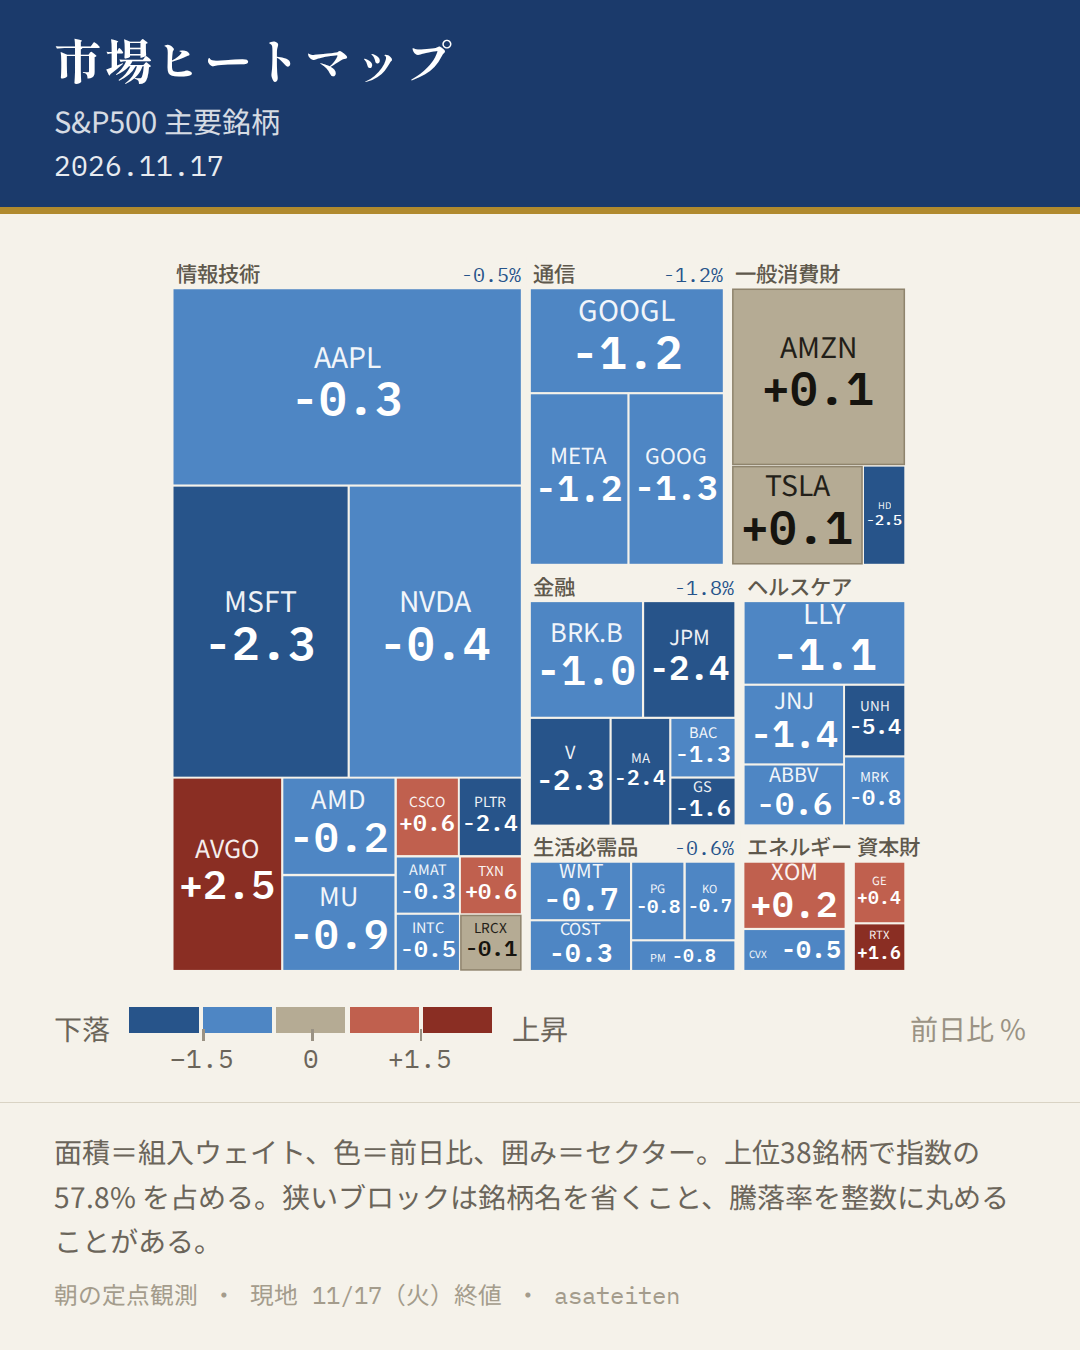 市場ヒートマップ
S&P500 主要銘柄
2026.11.17
情報技術 -0.5%
AAPL
-0.3
MSFT
-2.3
NVDA
-0.4
AVGO
+2.5
AMD
-0.2
MU
-0.9
CSCO
+0.6
PLTR
-2.4
AMAT
-0.3
TXN
+0.6
INTC
-0.5
LRCX
-0.1
通信 -1.2%
GOOGL
-1.2
META
-1.2
GOOG
-1.3
一般消費財
AMZN
+0.1
TSLA
+0.1
HD
-2.5
金融 -1.8%
BRK.B
-1.0
JPM
-2.4
V
-2.3
MA
-2.4
BAC
-1.3
GS
-1.6
ヘルスケア
LLY
-1.1
JNJ
-1.4
UNH
-5.4
ABBV
-0.6
MRK
-0.8
生活必需品 -0.6%
WMT
-0.7
COST
-0.3
PG
-0.8
KO
-0.7
PM -0.8
エネルギー
XOM
+0.2
CVX -0.5
資本財
GE
+0.4
RTX
+1.6
下落 上昇 前日比 %
−1.5 0 +1.5
面積＝組入ウェイト、色＝前日比、囲み＝セクター。上位38銘柄で指数の
57.8% を占める。狭いブロックは銘柄名を省くこと、騰落率を整数に丸める
ことがある。
朝の定点観測 ・ 現地 11/17（火）終値 ・ asateiten